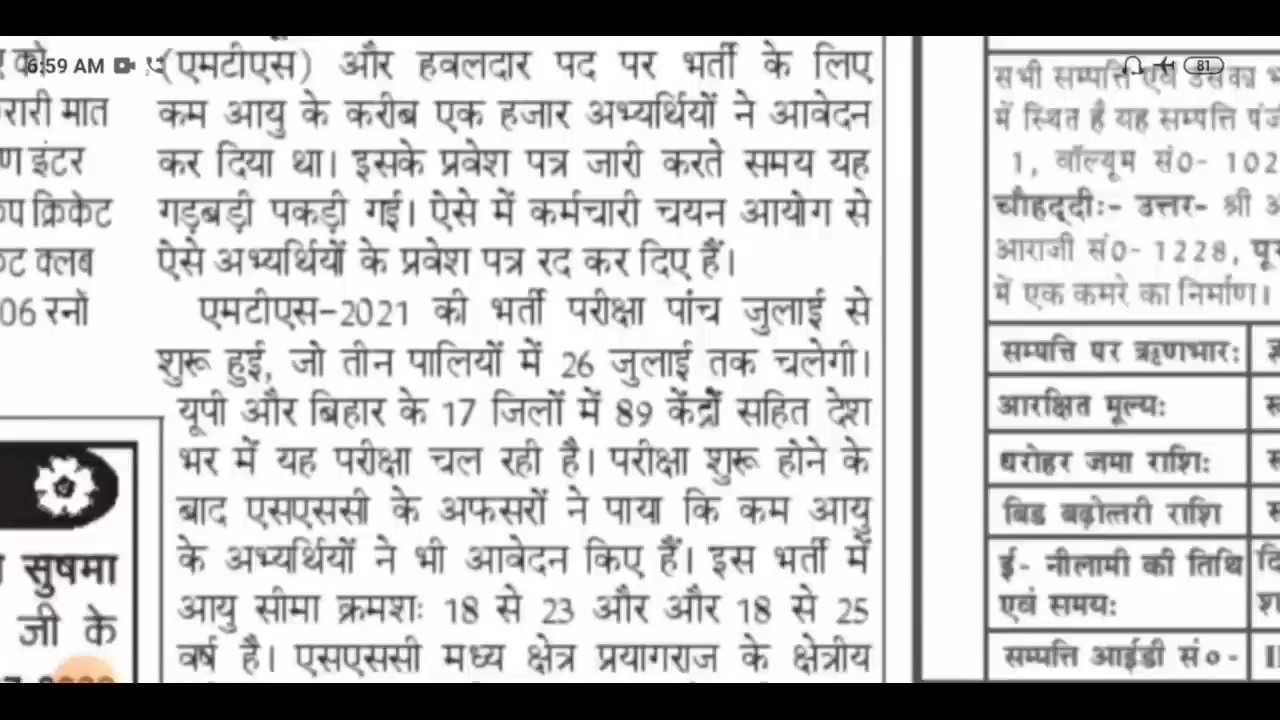 6:59 AM
81
ए को
रारी मात
ण इंटर
कप क्रिकेट
केट क्लब
06 रनों
सुषमा
जी के
(एमटीएस) और हवलदार पद पर भर्ती के लिए
कम आयु के करीब एक हजार अभ्यर्थियों ने आवेदन
कर दिया था। इसके प्रवेश पत्र जारी करते समय यह
गड़बड़ी पकड़ी गई। ऐसे में कर्मचारी चयन आयोग से
ऐसे अभ्यर्थियों के प्रवेश पत्र रद कर दिए हैं।
एमटीएस-2021 की भर्ती परीक्षा पांच जुलाई से
शुरू हुई, जो तीन पालियों में 26 जुलाई तक चलेगी।
यूपी और बिहार के 17 जिलों में 89 केंद्रों सहित देश
भर में यह परीक्षा चल रही है। परीक्षा शुरू होने के
बाद एसएससी के अफसरों ने पाया कि कम आयु
के अभ्यर्थियों ने भी आवेदन किए हैं। इस भर्ती में
आयु सीमा क्रमशः 18 से 23 और और 18 से 25
वर्ष है। एसएससी मध्य क्षेत्र प्रयागराज के क्षेत्रीय
सभी सम्पत्ति एवं उसका
में स्थित है यह सम्पत्ति पंज
1, वॉल्यूम सं0- 102
चौहद्ददीः- उत्तर- श्री अ
आराजी सं0- 1228, पूर
में एक कमरे का निर्माण।
सम्पत्ति पर ऋणभारः
आरक्षित मूल्यः
धरोहर जमा राशिः
बिड बढ़ोत्तरी राशि
ई- नीलामी की तिथि दि
एवं समयः
सम्पत्ति आईडी सं०-